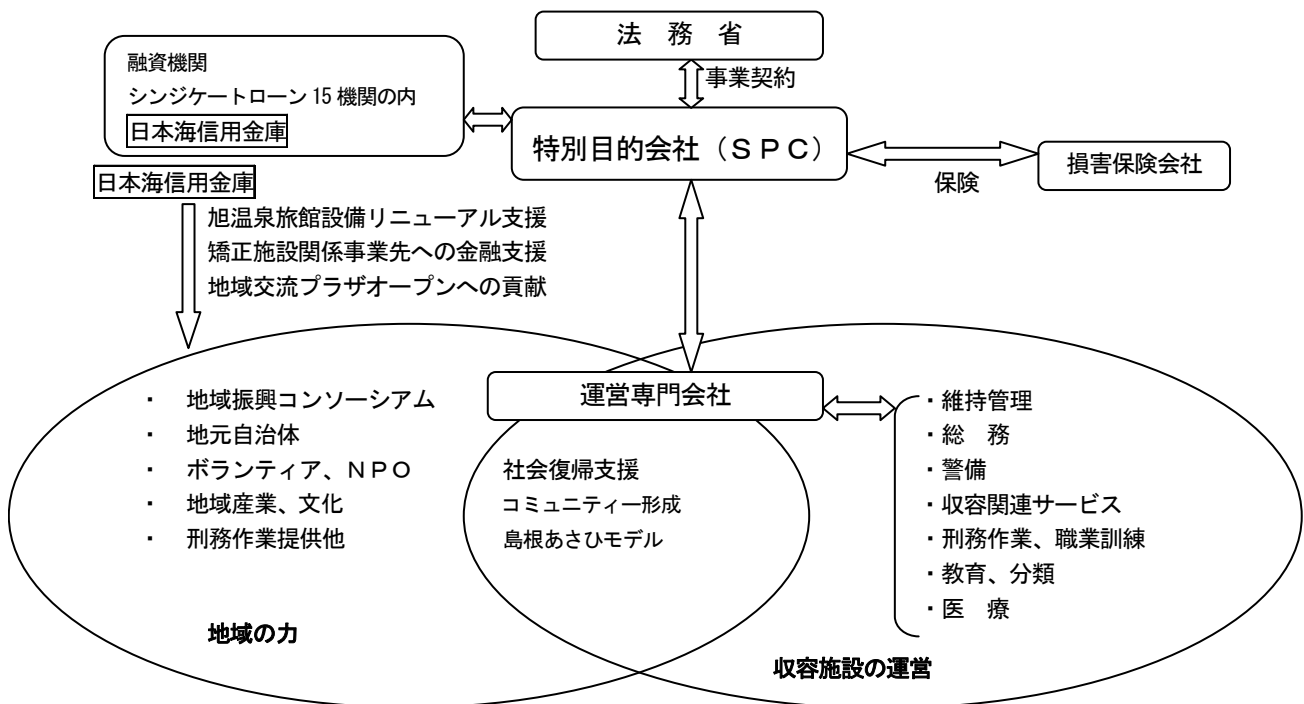 法　務　省
事業契約
融資機関
シンジケートローン 15 機関の内
日本海信用金庫
特別目的会社（ＳＰＣ）
保険
損害保険会社
日本海信用金庫
旭温泉旅館設備リニューアル支援
矯正施設関係事業先への金融支援
地域交流プラザオープンへの貢献
運営専門会社
・　地域振興コンソーシアム
・　地元自治体
・　ボランティア、ＮＰＯ
・　地域産業、文化
・　刑務作業提供他
地域の力
社会復帰支援
コミュニティー形成
島根あさひモデル
・維持管理
・総　務
・警備
・収容関連サービス
・刑務作業、職業訓練
・教育、分類
・医　療
収容施設の運営